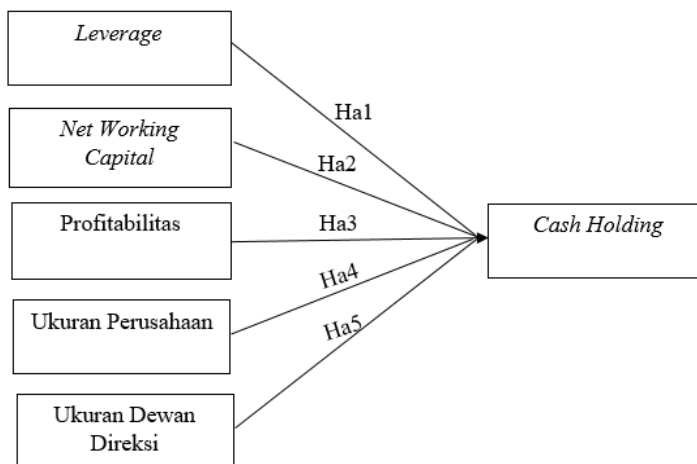 Leverage
Ha1
Net Working
Capital
Ha2
Profitabilitas
Ha3
Cash Holding
Ukuran Perusahaan
Ha4
Ha5
Ukuran Dewan
Direksi